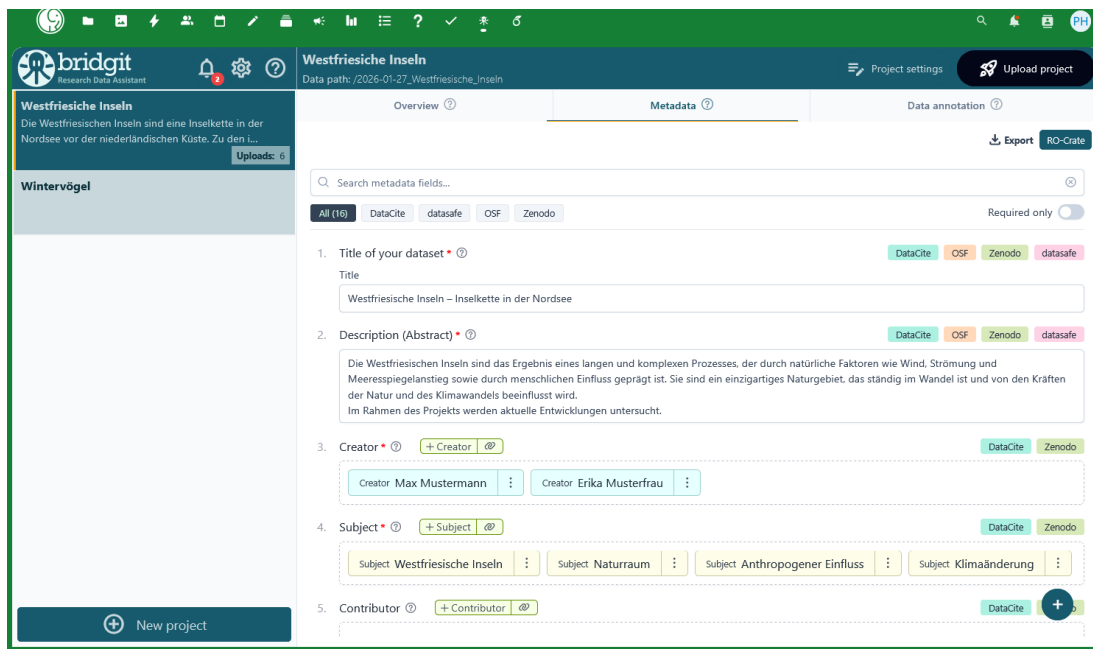 PH
bridgit
Research Data Assistant
2
Westfriesische Inseln
Data path: /2026-01-27_Westfriesische_Inseln
Project settings
Upload project
Westfriesiche Inseln
Die Westfriesischen Inseln sind eine Inselkette in der
Nordsee vor der niederländischen Küste. Zu den i...
Uploads: 6
Wintervögel
New project
Overview
Metadata
Data annotation
Export RO-Crate
Search metadata fields...
All (16) DataCite datasafe OSF Zenodo
Required only
1. Title of your dataset *
DataCite OSF Zenodo datasafe
Title
Westfriesische Inseln – Inselkette in der Nordsee
2. Description (Abstract) *
DataCite OSF Zenodo datasafe
Die Westfriesischen Inseln sind das Ergebnis eines langen und komplexen Prozesses, der durch natürliche Faktoren wie Wind, Strömung und
Meeresspiegelanstieg sowie durch menschlichen Einfluss geprägt ist. Sie sind ein einzigartiges Naturgebiet, das ständig im Wandel ist und von den Kräften
der Natur und des Klimawandels beeinflusst wird.
Im Rahmen des Projekts werden aktuelle Entwicklungen untersucht.
3. Creator * + Creator
DataCite Zenodo
Creator Max Mustermann
Creator Erika Musterfrau
4. Subject * + Subject
DataCite Zenodo
Subject Westfriesische Inseln
Subject Naturraum
Subject Anthropogener Einfluss
Subject Klimaänderung
5. Contributor + Contributor
DataCite